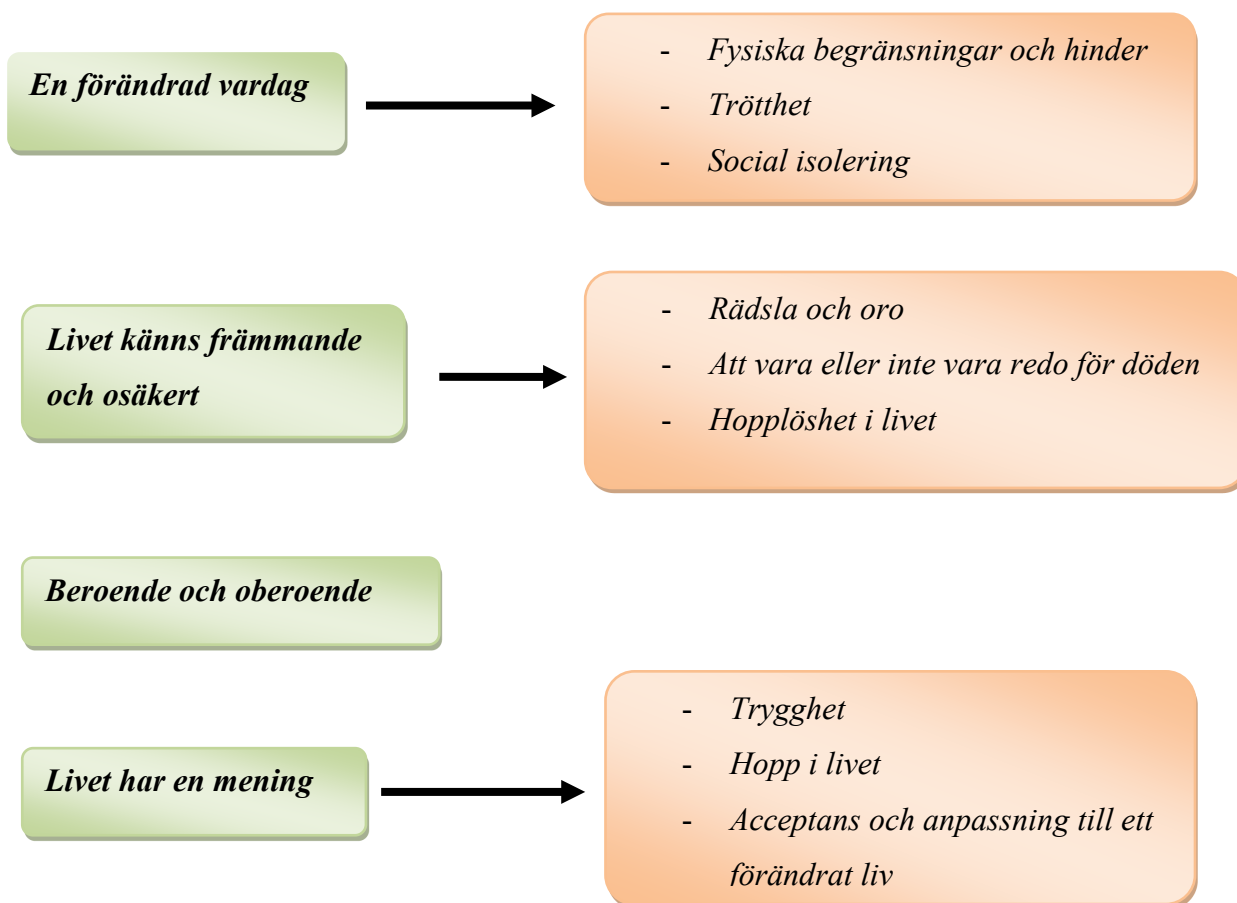 En förändrad vardag
- Fysiska begränsningar och hinder
- Trötthet
- Social isolering
Livet känns främmande
och osäkert
- Rädsla och oro
- Att vara eller inte vara redo för döden
- Hopplöshet i livet
Beroende och oberoende
Livet har en mening
- Trygghet
- Hopp i livet
- Acceptans och anpassning till ett
förändrat liv